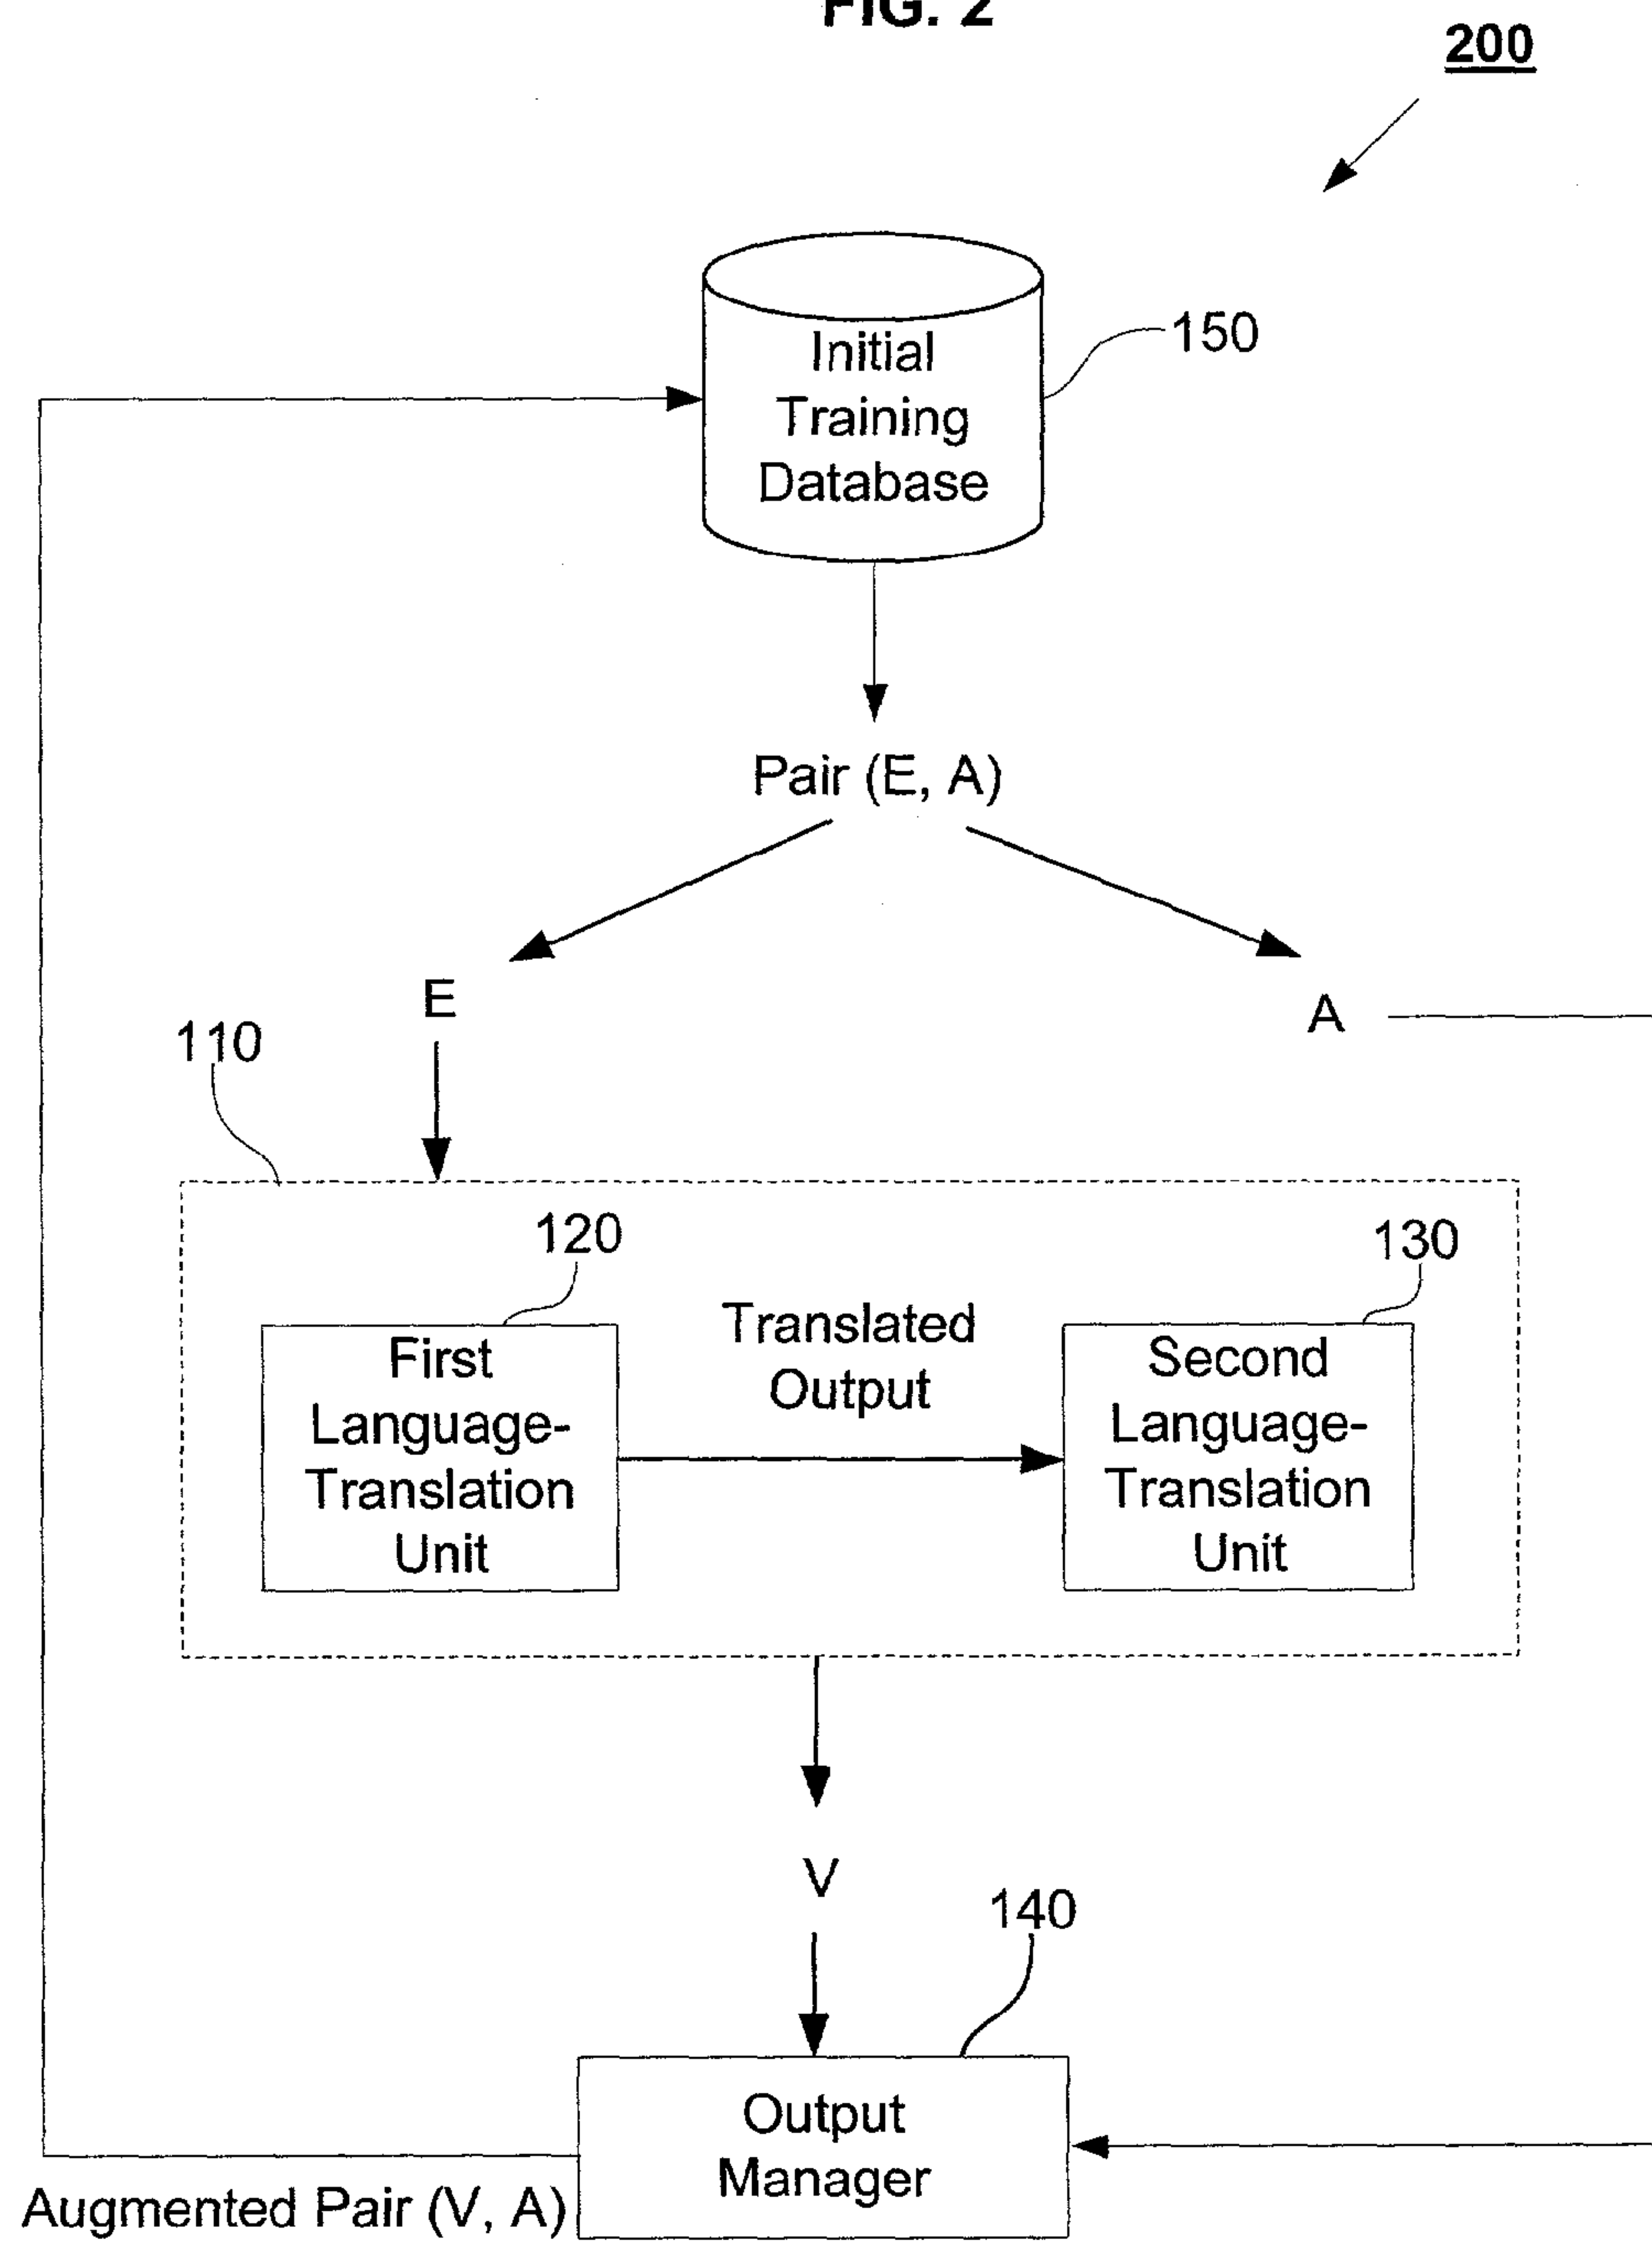 FIG. 2
200
150
Initial
Training
Database
Pair (E, A)
E
A
110
120
130
First
Language-
Translation
Unit
Translated
Output
Second
Language-
Translation
Unit
V
140
Output
Manager
Augmented Pair (V, A)